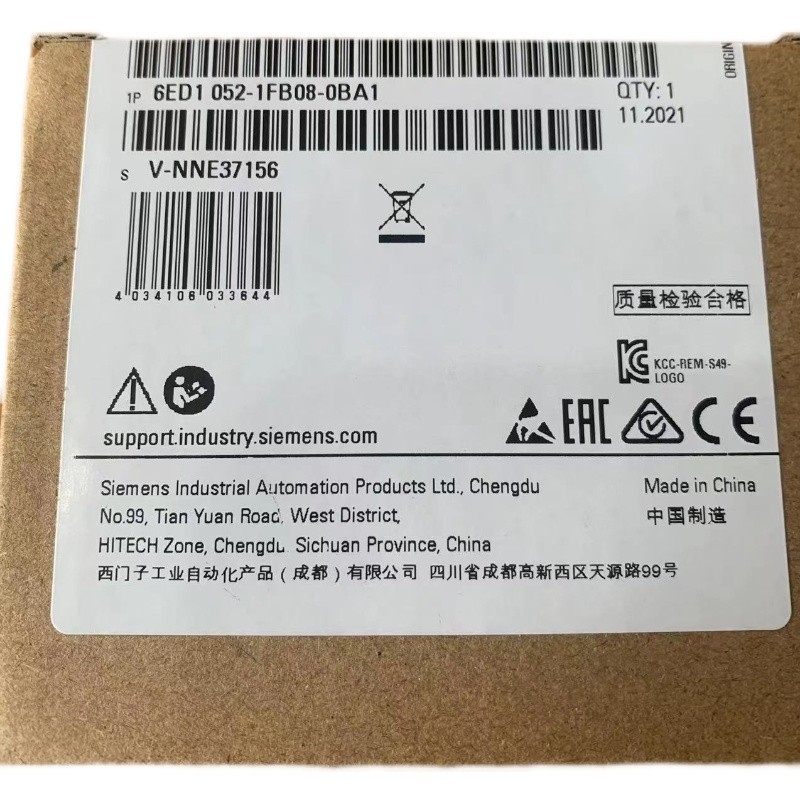 ORIGIN
1P 6ED1 052-1FB08-0BA1
QTY: 1
11.2021
S V-NNE37156
4 034106 033644
质量检验合格
KCC-REM-S49-
LOGO
EAC
CE
support.industry.siemens.com
Siemens Industrial Automation Products Ltd., Chengdu
No.99, Tian Yuan Road, West District,
HITECH Zone, Chengdu Sichuan Province, China
西门子工业自动化产品（成都）有限公司 四川省成都高新西区天源路99号
Made in China
中国制造